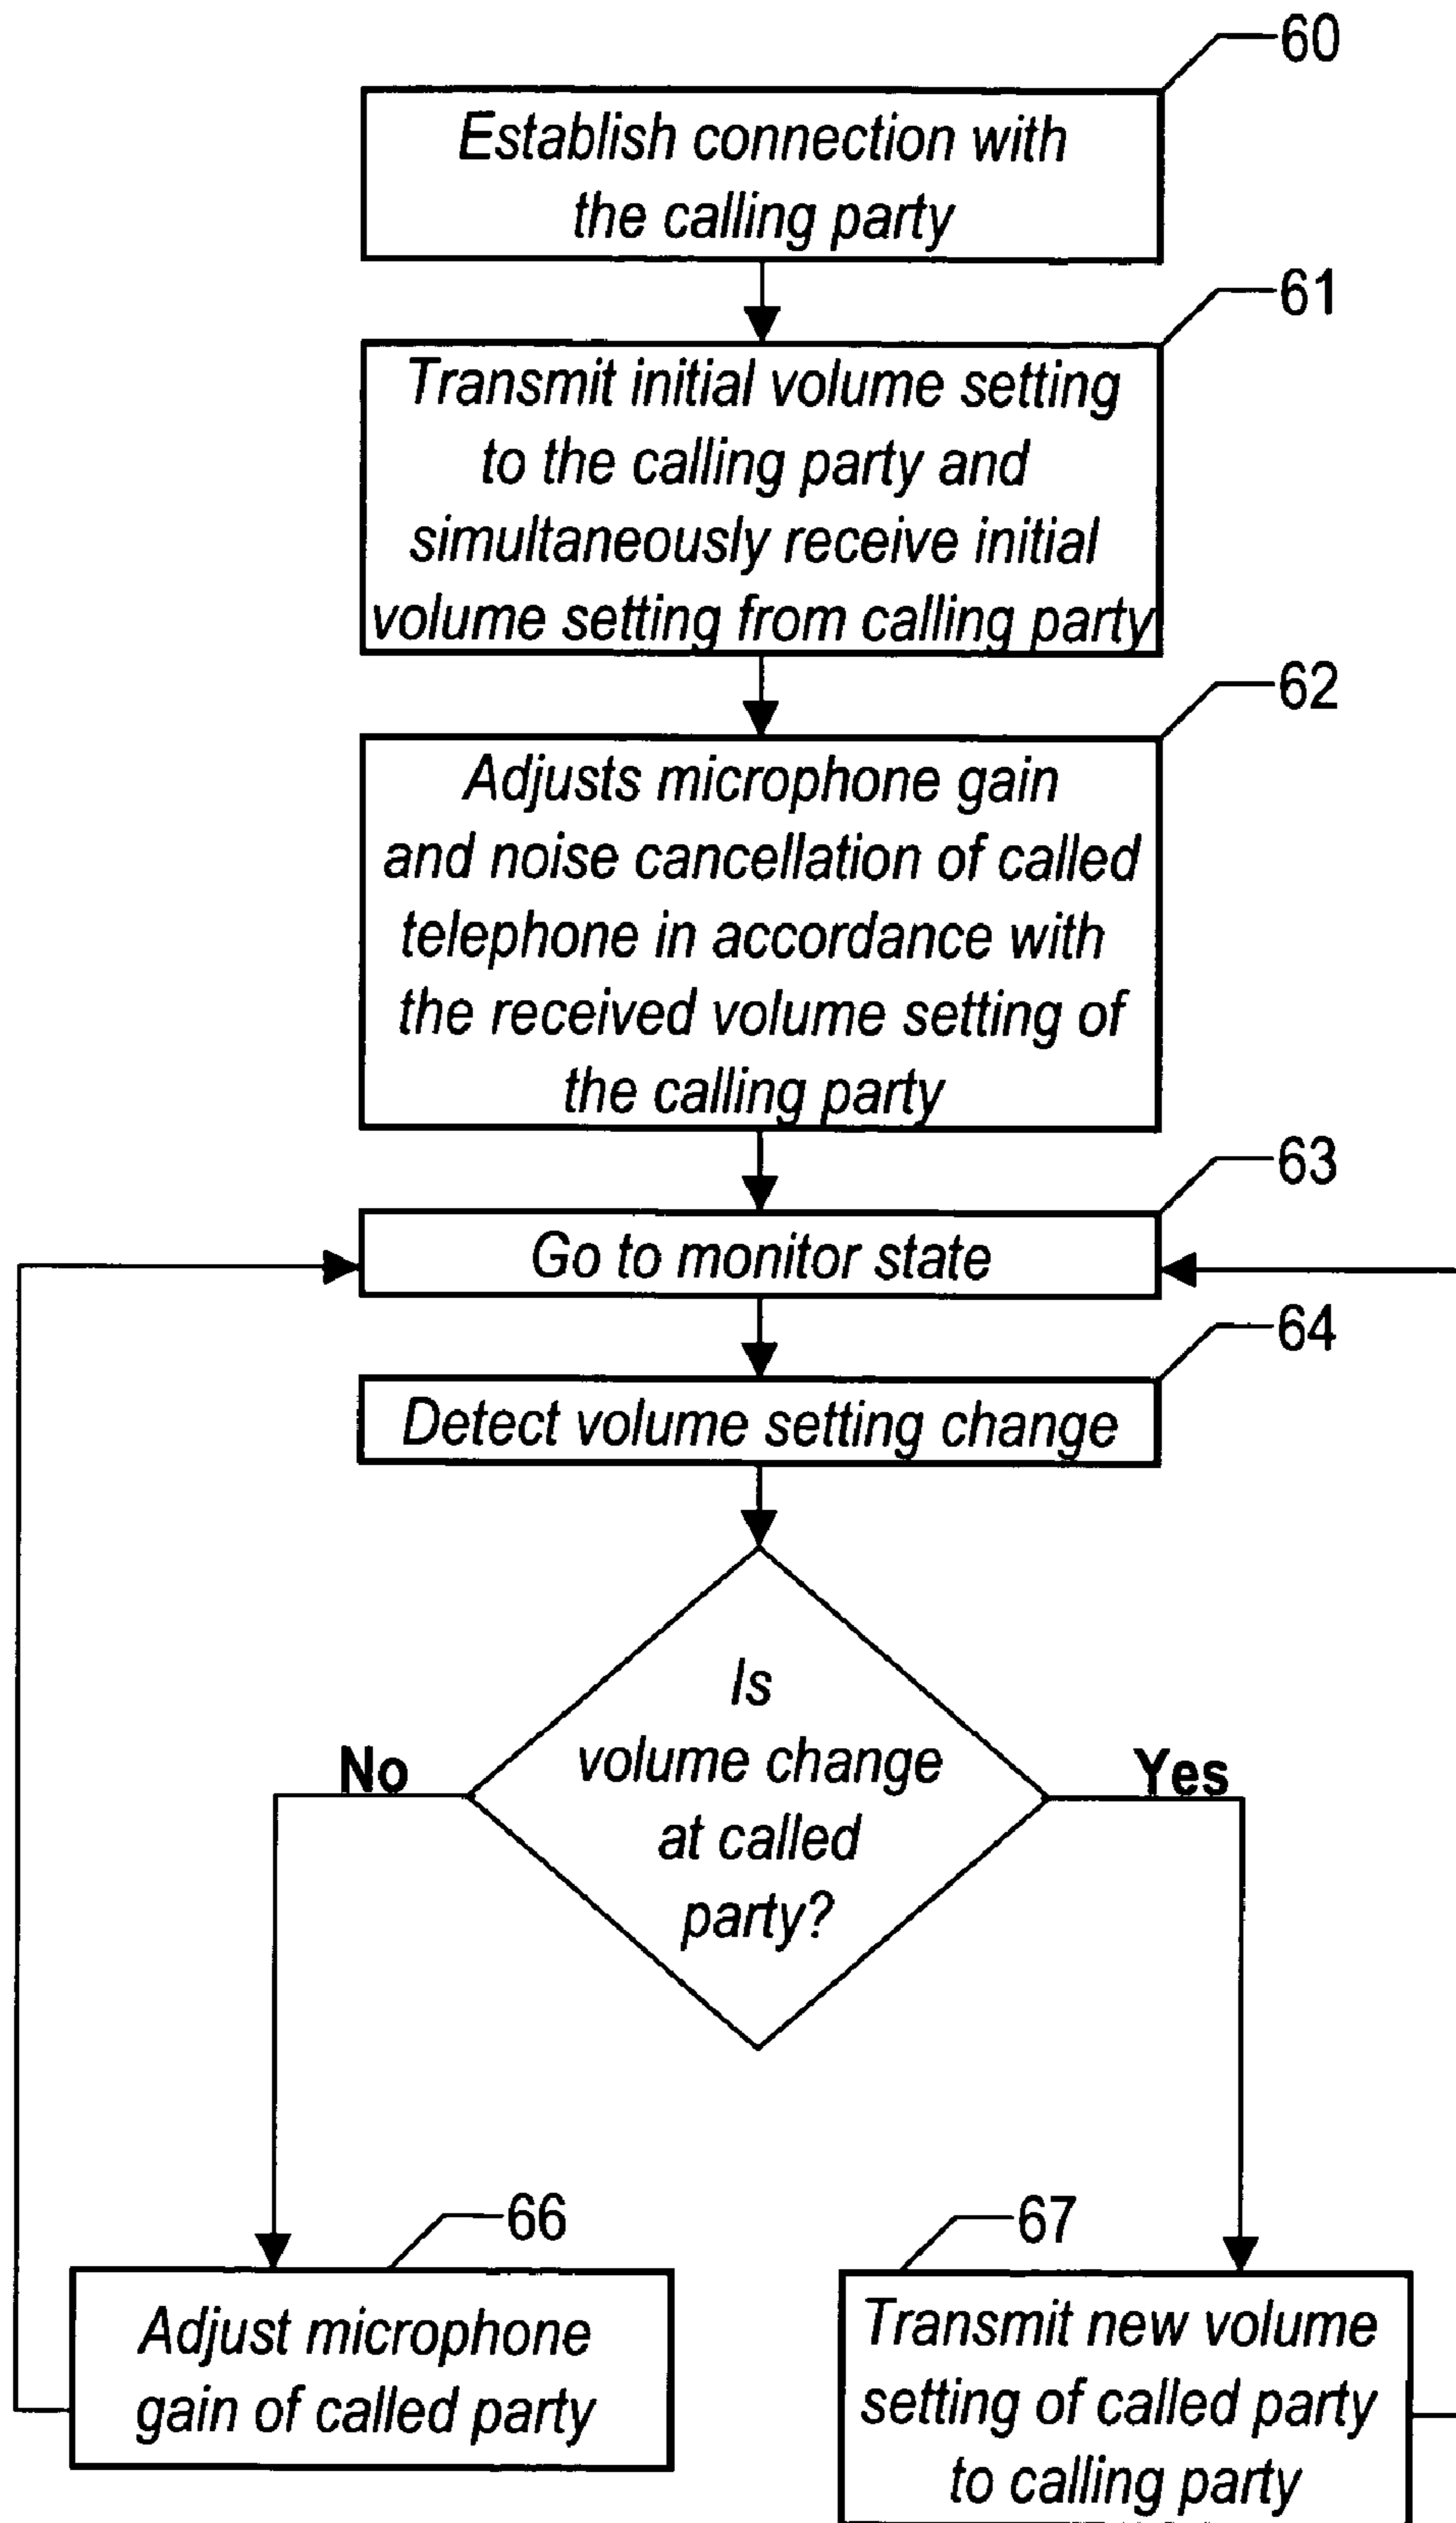 60
Establish connection with
the calling party
61
Transmit initial volume setting
to the calling party and
simultaneously receive initial
volume setting from calling party
62
Adjusts microphone gain
and noise cancellation of called
telephone in accordance with
the received volume setting of
the calling party
63
Go to monitor state
64
Detect volume setting change
Is
volume change
at called
party?
No
Yes
66
Adjust microphone
gain of called party
67
Transmit new volume
setting of called party
to calling party